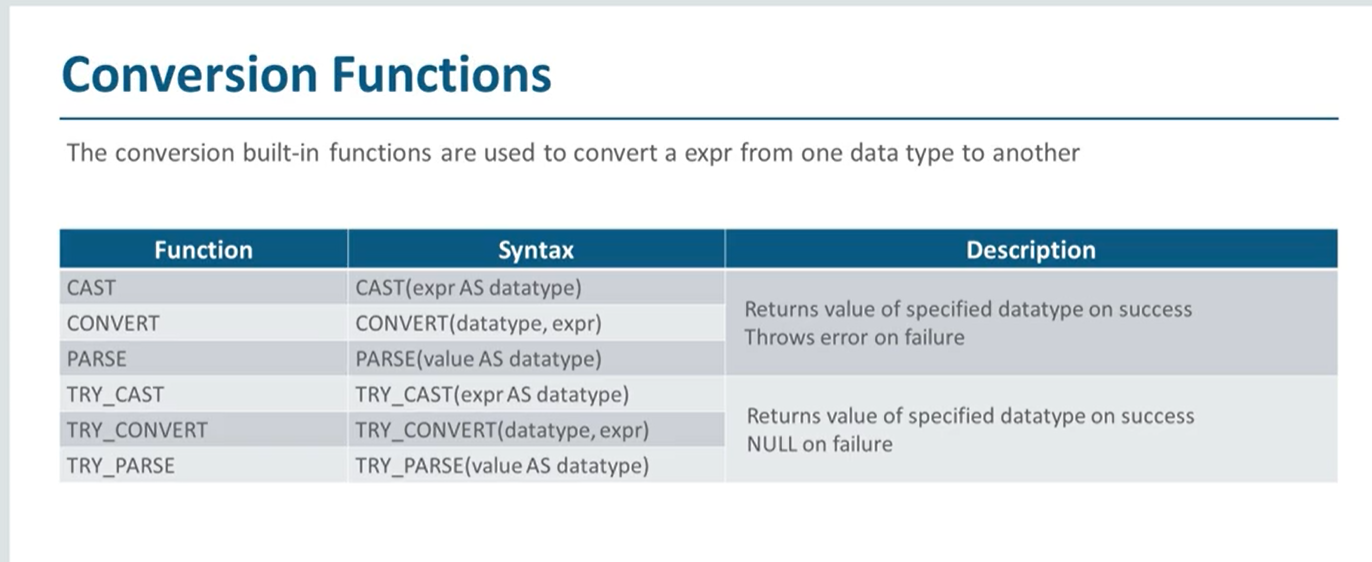 Conversion Functions
The conversion built-in functions are used to convert a expr from one data type to another
Function Syntax Description
CAST CAST(expr AS datatype)
CONVERT CONVERT(datatype, expr)
PARSE PARSE(value AS datatype)
Returns value of specified datatype on success
Throws error on failure
TRY_CAST TRY_CAST(expr AS datatype)
TRY_CONVERT TRY_CONVERT(datatype, expr)
TRY_PARSE TRY_PARSE(value AS datatype)
Returns value of specified datatype on success
NULL on failure